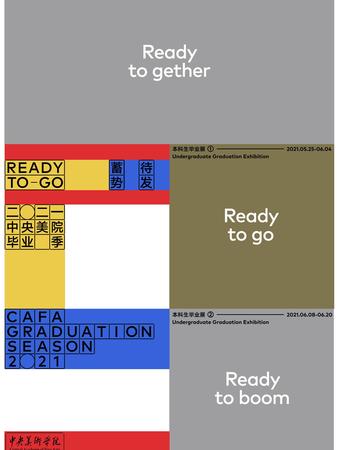 Ready
to gether
READY
TO-GO
蓄 待
势 发
本科生毕业展 ① 2021.05.25-06.04
Undergraduate Graduation Exhibition
二〇二一
中央美院
毕业 季
Ready
to go
CAFA
GRADUATION
SEASON
2021
本科生毕业展 ② 2021.06.08-06.20
Undergraduate Graduation Exhibition
Ready
to boom
中央美術学院